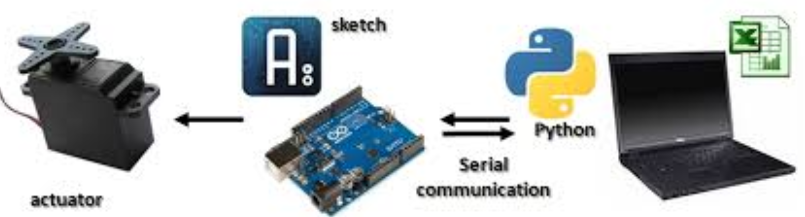 sketch
A:
Python
Serial
communication
actuator